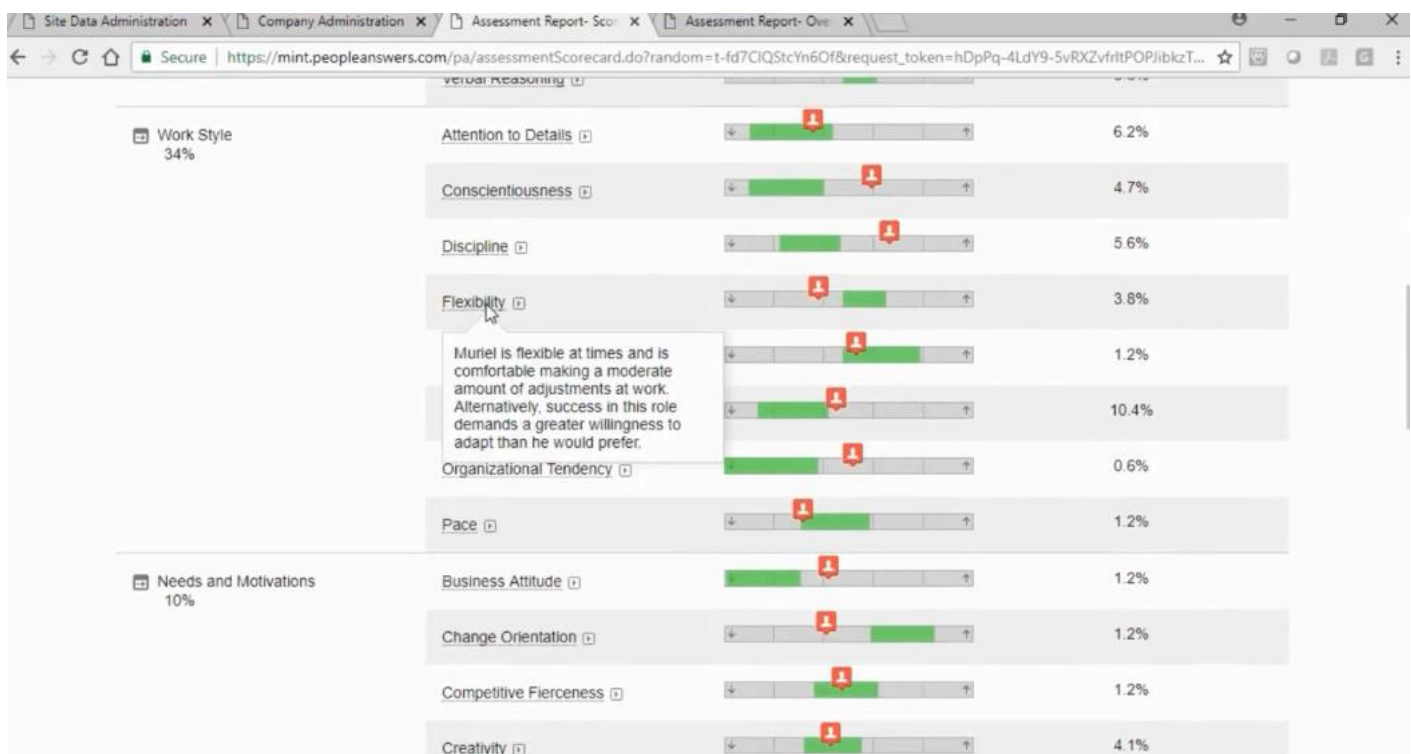 Site Data Administration
Company Administration
Assessment Report- Scor
Assessment Report- Ove
Secure https://mint.peopleanswers.com/pa/assessmentScorecard.do?random=t-fd7CIQStcYn6Of&request_token=hDpPq-4LdY9-5vRXZvfrItPOPJibkzT...
Verbal Reasoning
Work Style
34%
Attention to Details 6.2%
Conscientiousness 4.7%
Discipline 5.6%
Flexibility 3.8%
Muriel is flexible at times and is
comfortable making a moderate
amount of adjustments at work.
Alternatively, success in this role
demands a greater willingness to
adapt than he would prefer.
1.2%
10.4%
Organizational Tendency 0.6%
Pace 1.2%
Needs and Motivations
10%
Business Attitude 1.2%
Change Orientation 1.2%
Competitive Fierceness 1.2%
Creativity 4.1%